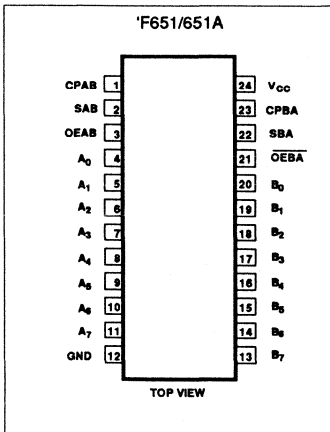 'F651/651A
CPAB 1 24 VCC
SAB 2 23 CPBA
OEAB 3 22 SBA
A0 4 21 OEBA
A1 5 20 B0
A2 6 19 B1
A3 7 18 B2
A4 8 17 B3
A5 9 16 B4
A6 10 15 B5
A7 11 14 B6
GND 12 13 B7
TOP VIEW